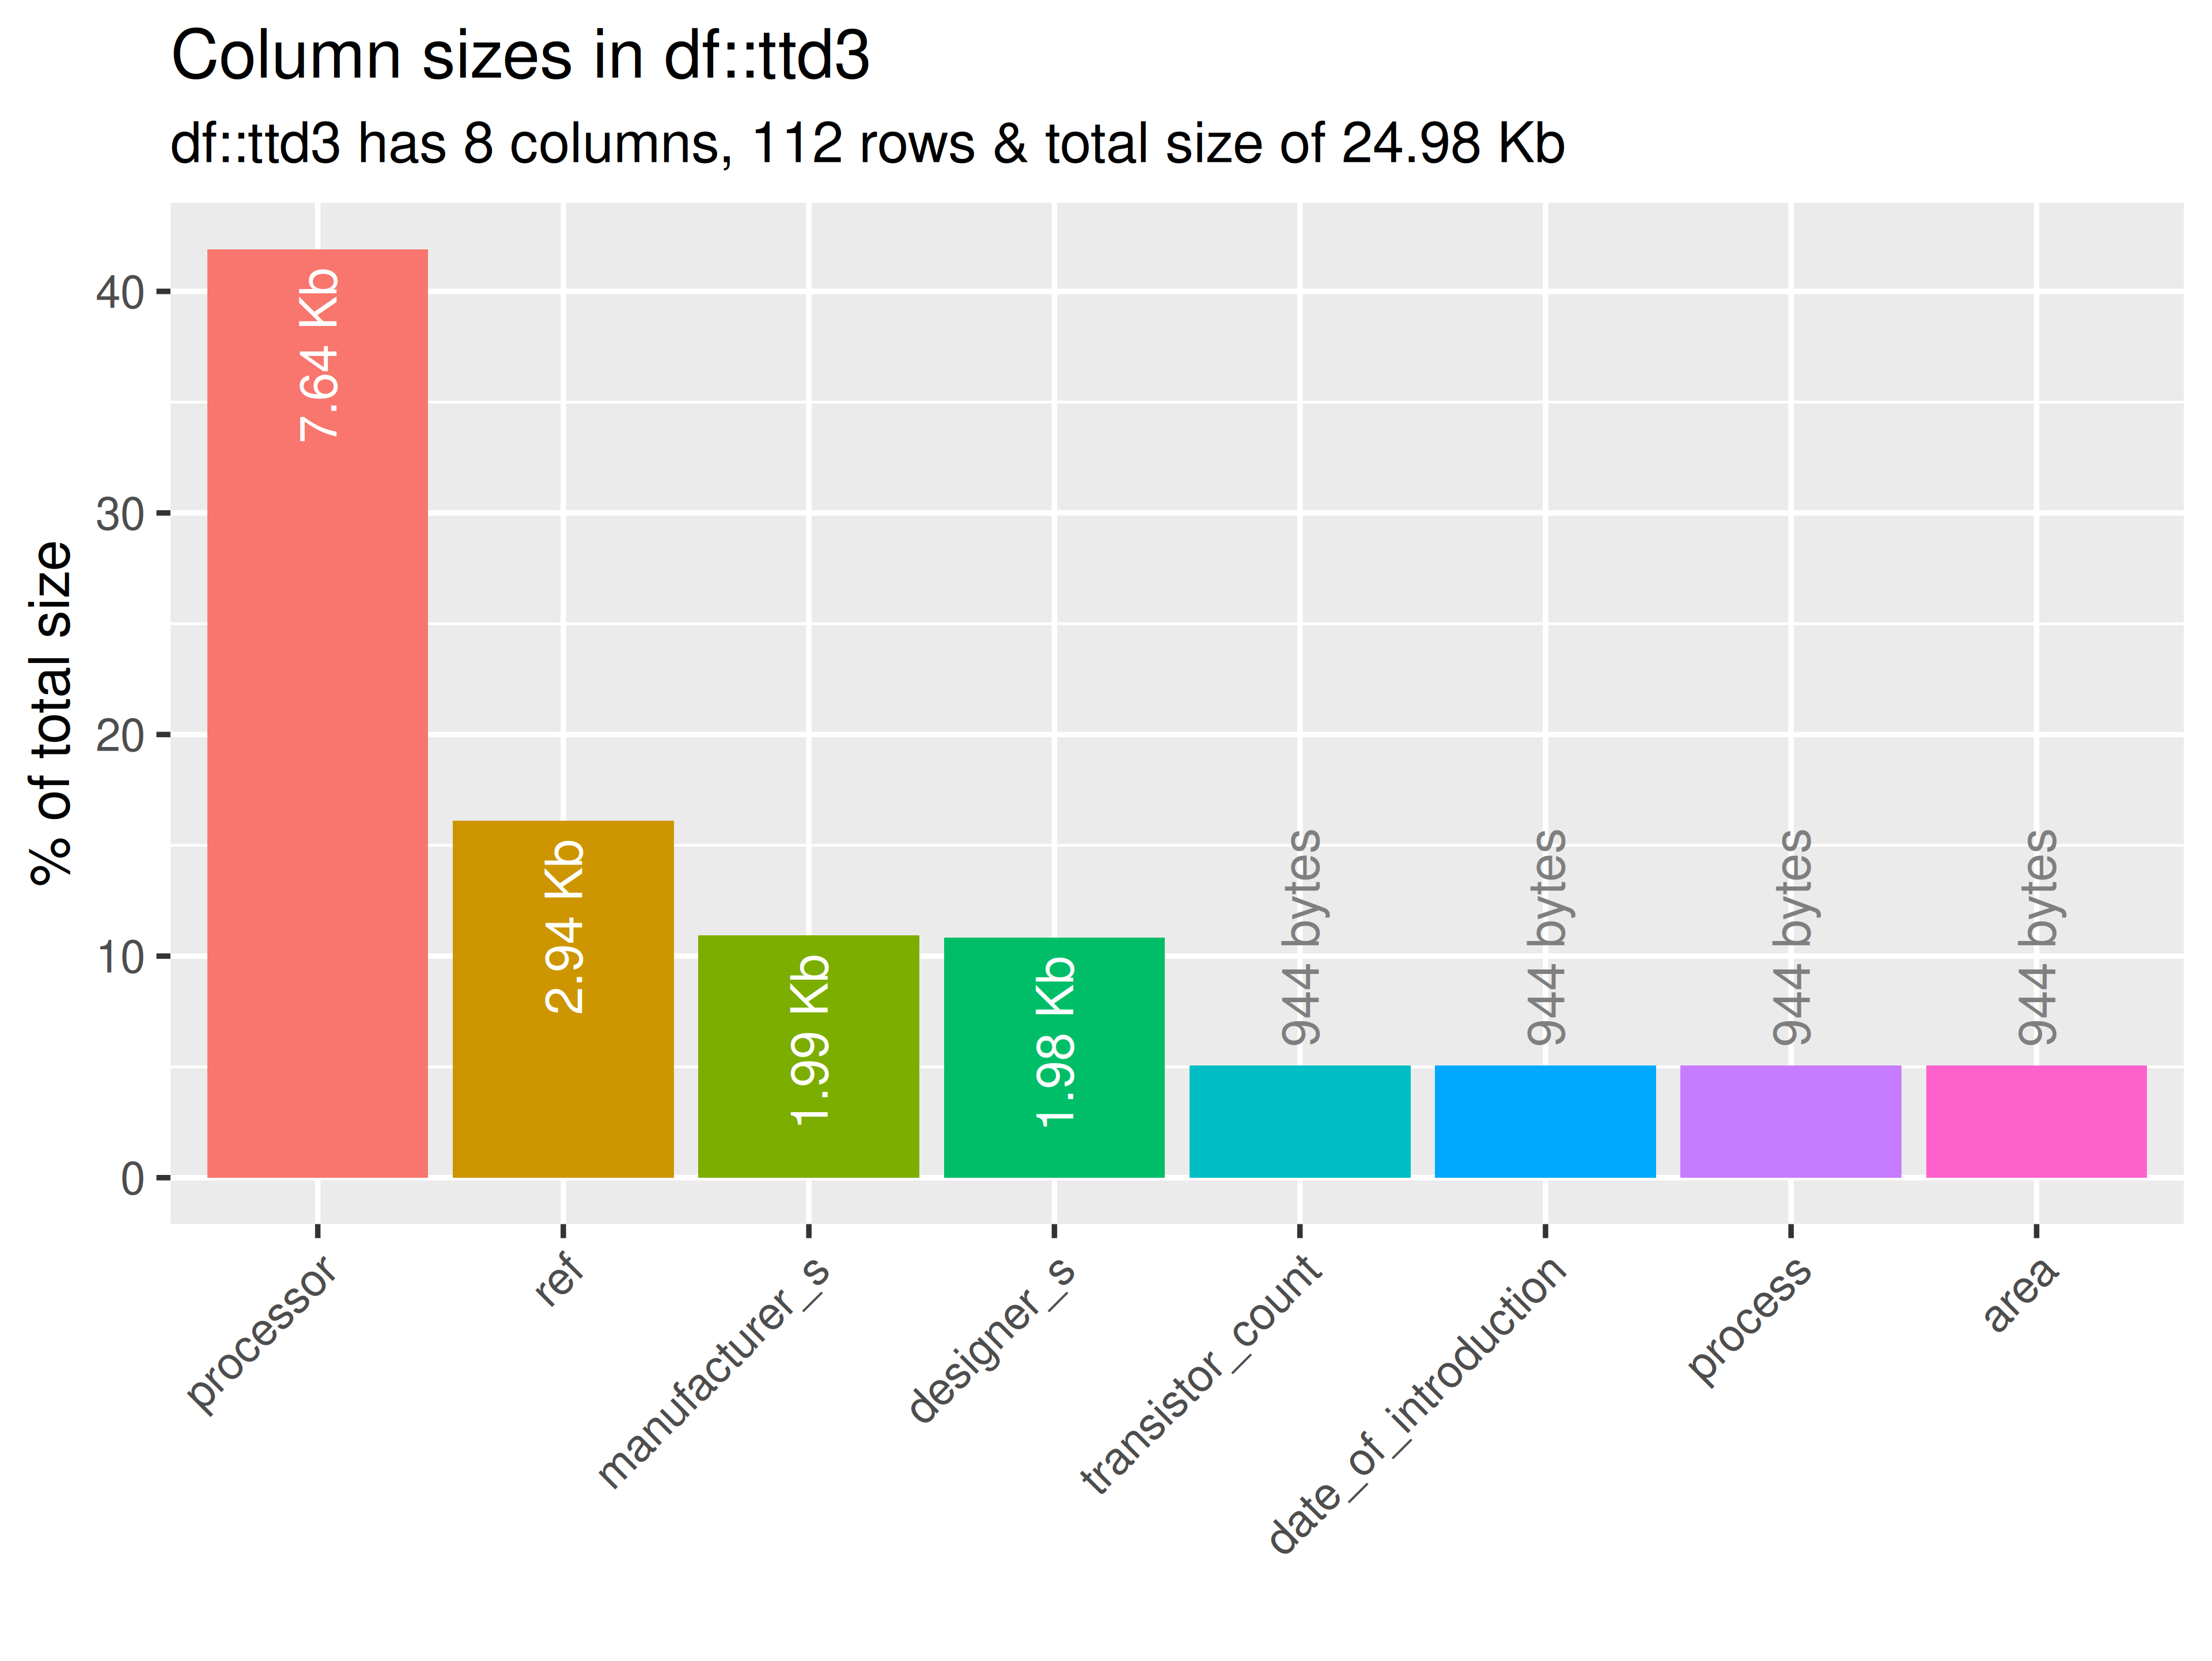 Column sizes in df::ttd3
df::ttd3 has 8 columns, 112 rows & total size of 24.98 Kb
% of total size
40
30
20
10
0
7.64 Kb
2.94 Kb
1.99 Kb
1.98 Kb
944 bytes
944 bytes
944 bytes
944 bytes
processor
ref
manufacturer_s
designer_s
transistor_count
date_of_introduction
process
area